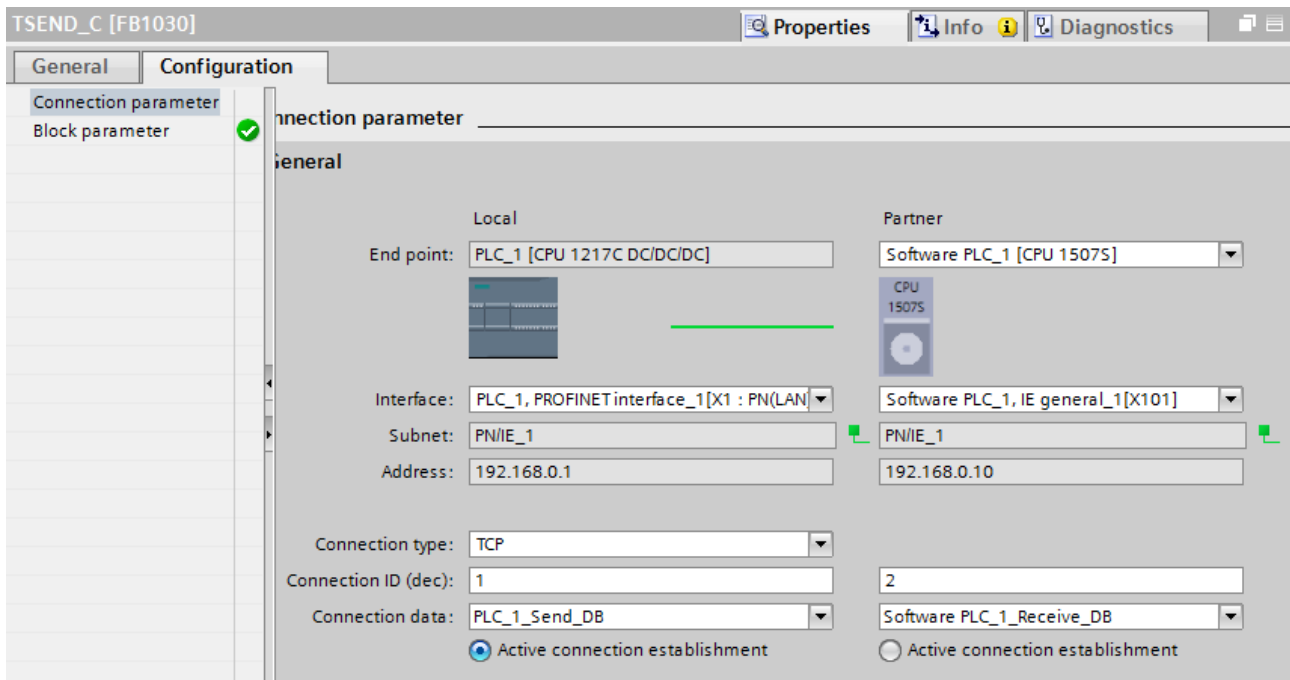 TSEND_C [FB1030]
Properties
Info
Diagnostics
General
Configuration
Connection parameter
Block parameter
nnection parameter
General
Local
Partner
End point:
PLC_1 [CPU 1217C DC/DC/DC]
Software PLC_1 [CPU 1507S]
CPU
1507S
Interface:
PLC_1, PROFINET interface_1[X1 : PN(LAN)
Software PLC_1, IE general_1[X101]
Subnet:
PN/IE_1
PN/IE_1
Address:
192.168.0.1
192.168.0.10
Connection type:
TCP
Connection ID (dec):
1
2
Connection data:
PLC_1_Send_DB
Software PLC_1_Receive_DB
Active connection establishment
Active connection establishment